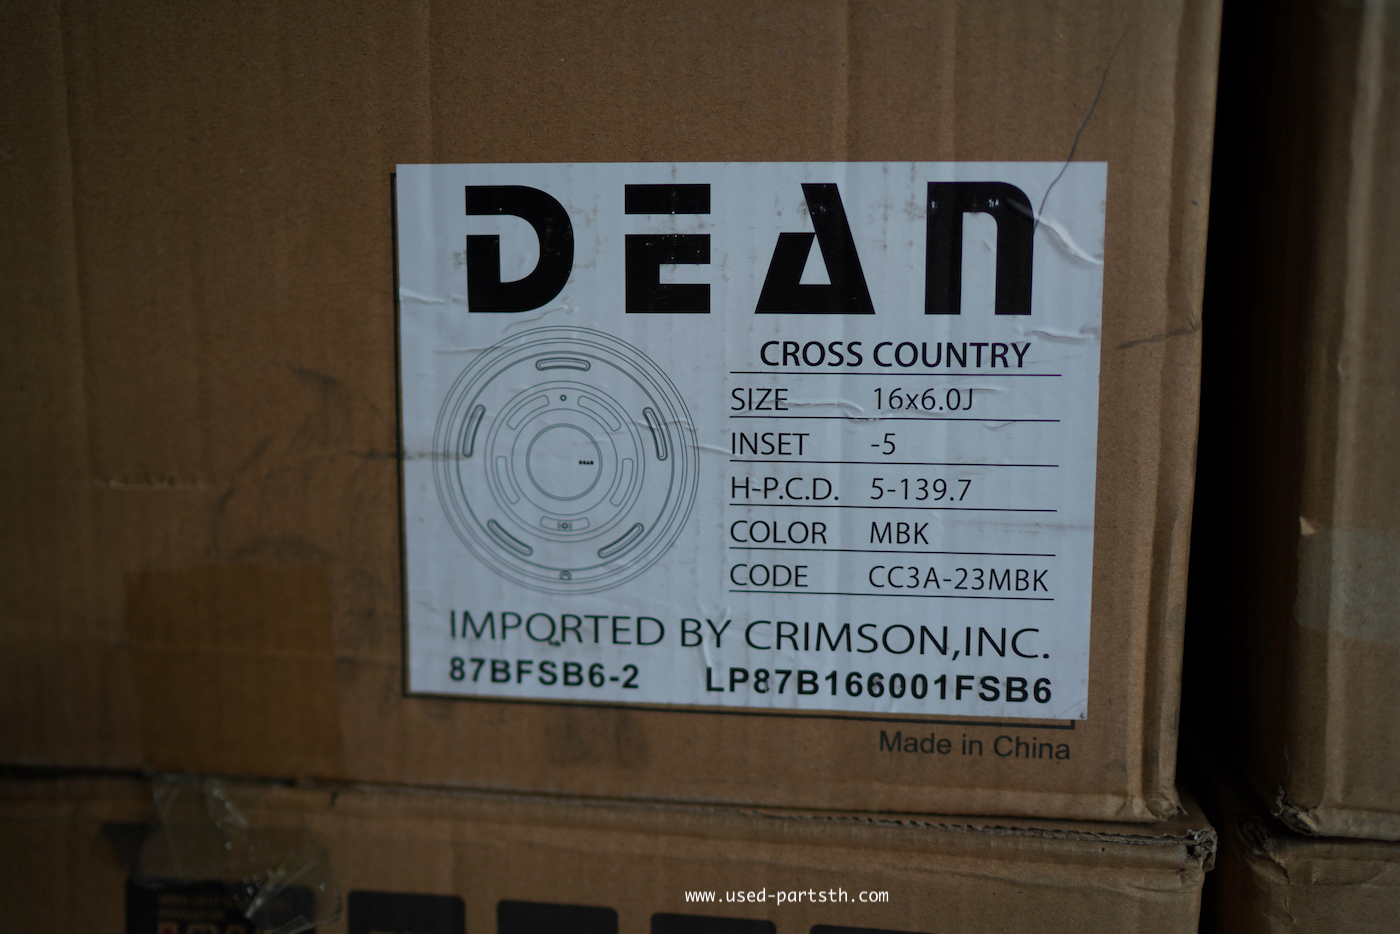 DEAN
CROSS COUNTRY
SIZE 16x6.0J
INSET -5
H-P.C.D. 5-139.7
COLOR MBK
CODE CC3A-23MBK
DEAN
IMPORTED BY CRIMSON,INC.
87BFSB6-2 LP87B166001FSB6
Made in China
www.used-partsth.com